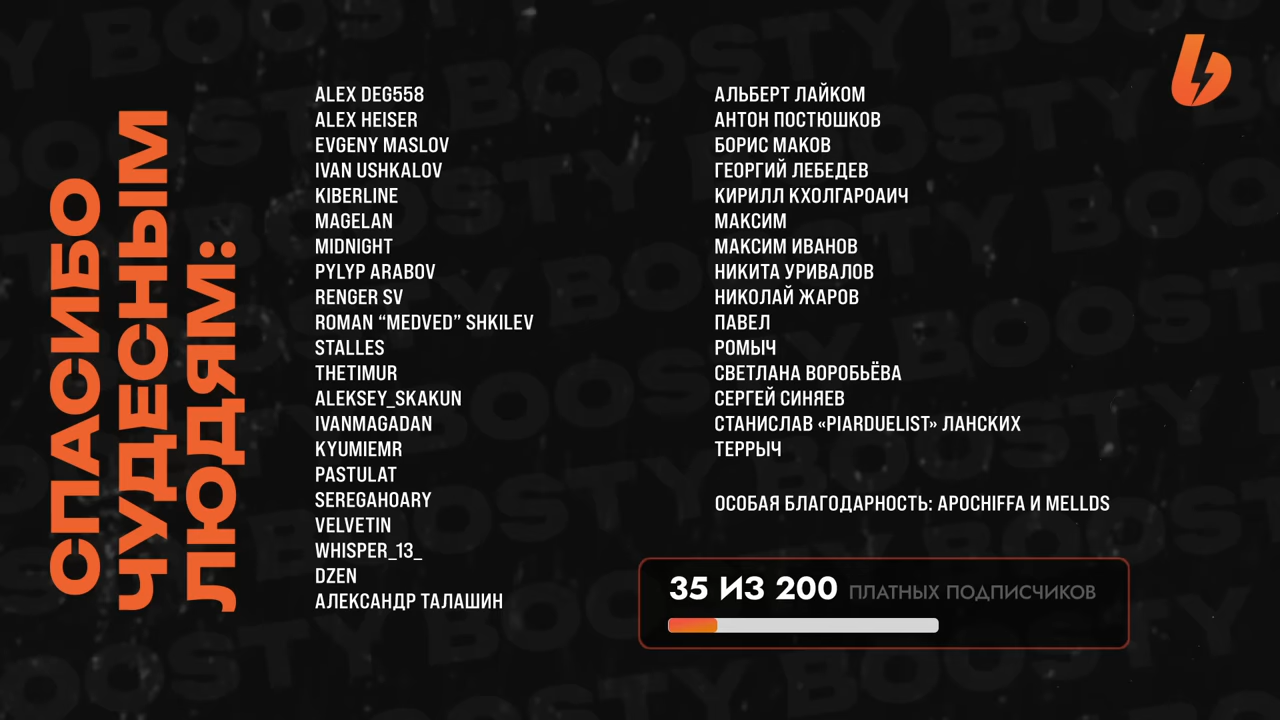 СПАСИБО
ЧУДЕСНЫМ
ЛЮДЯМ:
ALEX DEG558
ALEX HEISER
EVGENY MASLOV
IVAN USHKALOV
KIBERLINE
MAGELAN
MIDNIGHT
PYLYP ARABOV
RENGER SV
ROMAN “MEDVED” SHKILEV
STALLES
THETIMUR
ALEKSEY_SKAKUN
IVANMAGADAN
KYUMIEMR
PASTULAT
SEREGAHOARY
VELVETIN
WHISPER_13_
DZEN
АЛЕКСАНДР ТАЛАШИН
АЛЬБЕРТ ЛАЙКОМ
АНТОН ПОСТЮШКОВ
БОРИС МАКОВ
ГЕОРГИЙ ЛЕБЕДЕВ
КИРИЛЛ КХОЛГАРОАИЧ
МАКСИМ
МАКСИМ ИВАНОВ
НИКИТА УРИВАЛОВ
НИКОЛАЙ ЖАРОВ
ПАВЕЛ
РОМЫЧ
СВЕТЛАНА ВОРОБЬЁВА
СЕРГЕЙ СИНЯЕВ
СТАНИСЛАВ «PIARDUELIST» ЛАНСКИХ
ТЕРРЫЧ
ОСОБАЯ БЛАГОДАРНОСТЬ: APOCHIFFA И MELLDS
35 ИЗ 200 ПЛАТНЫХ ПОДПИСЧИКОВ